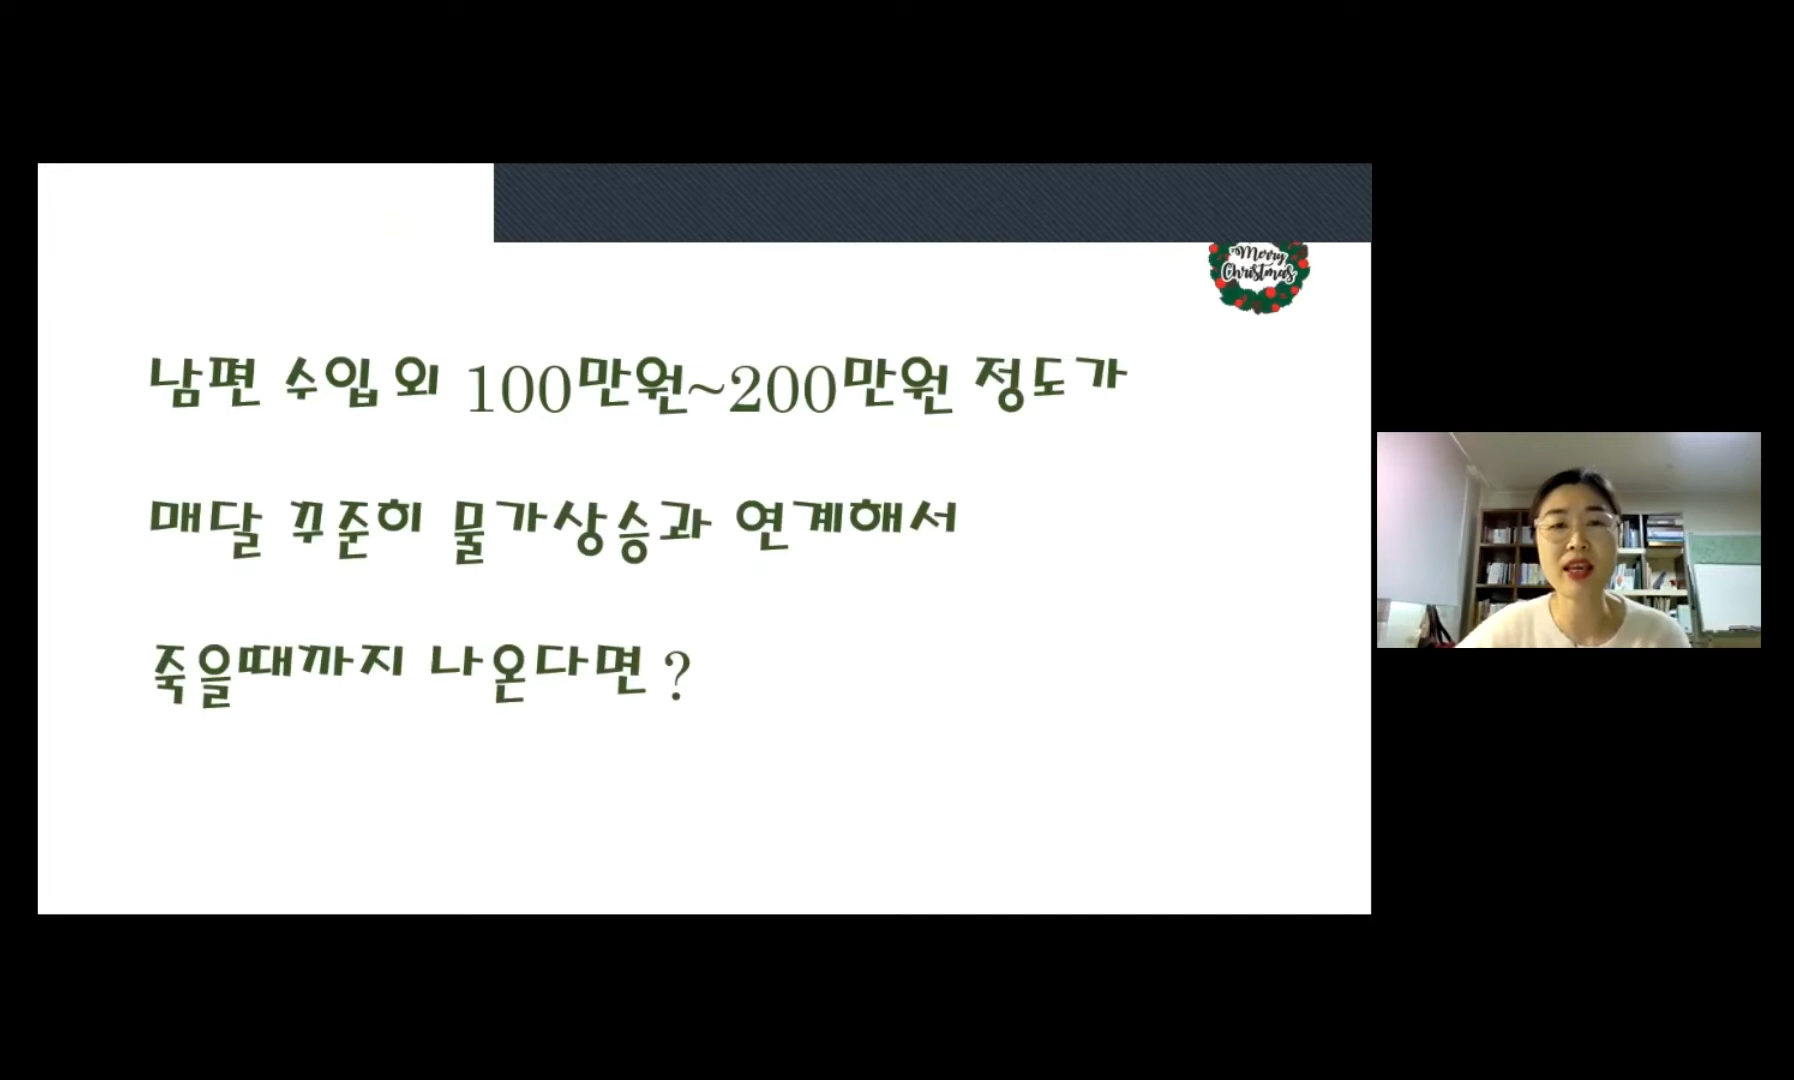 Merry
Christmas
남편 수입 외 100만원~200만원 정도가
매달 꾸준히 물가상승과 연계해서
죽을때까지 나온다면?